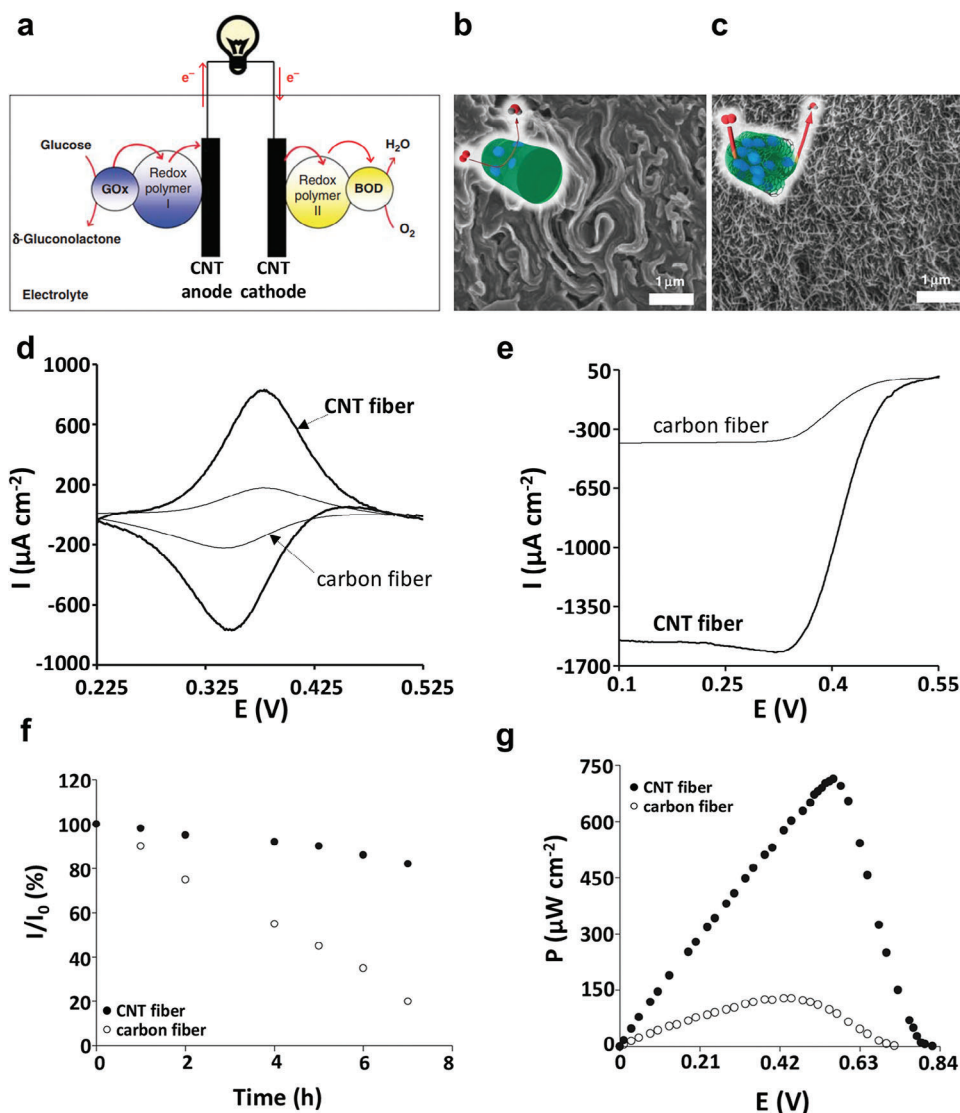 a
e⁻
e⁻
Glucose
GOx
Redox
polymer
I
δ-Gluconolactone
Redox
polymer
II
BOD
H₂O
O₂
CNT
anode
CNT
cathode
Electrolyte
b
1 µm
c
1 µm
d
1000
600
200
-200
-600
-1000
I (µA cm⁻²)
CNT fiber
carbon fiber
0.225
0.325
0.425
0.525
E (V)
e
50
-300
-650
-1000
-1350
-1700
I (µA cm⁻²)
carbon fiber
CNT fiber
0.1
0.25
0.4
0.55
E (V)
f
120
100
80
60
40
20
0
I/I₀ (%)
CNT fiber
carbon fiber
0
2
4
6
8
Time (h)
g
750
600
450
300
150
0
P (µW cm⁻²)
CNT fiber
carbon fiber
0
0.21
0.42
0.63
0.84
E (V)